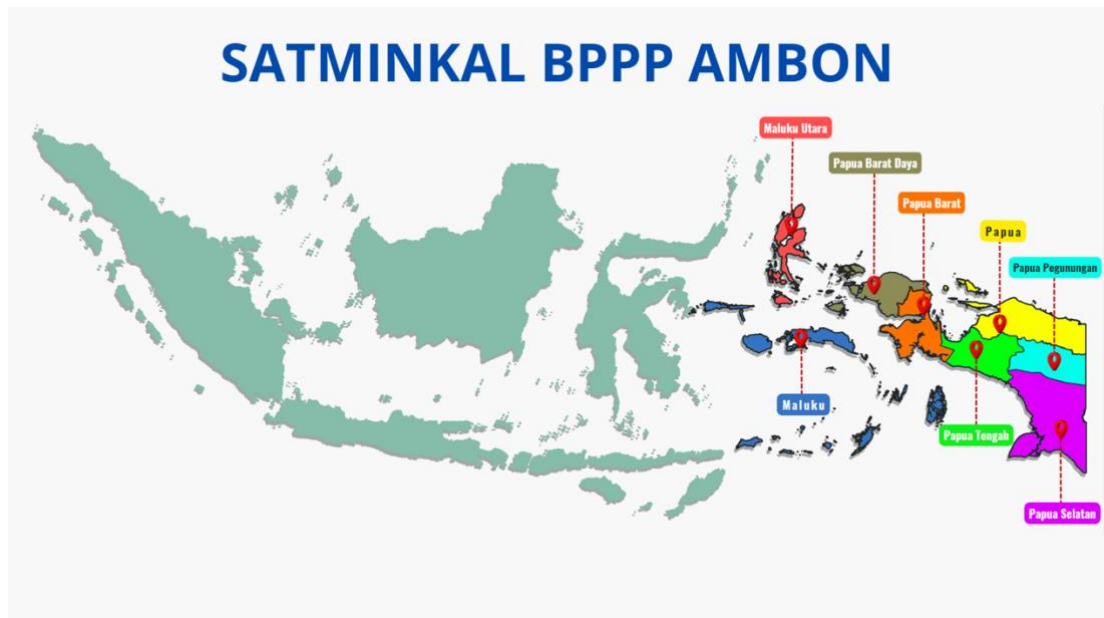 SATMINKAL BPPP AMBON
Maluku Utara
Papua Barat Daya
Papua Barat
Papua
Papua Pegunungan
Maluku
Papua Tengah
Papua Selatan